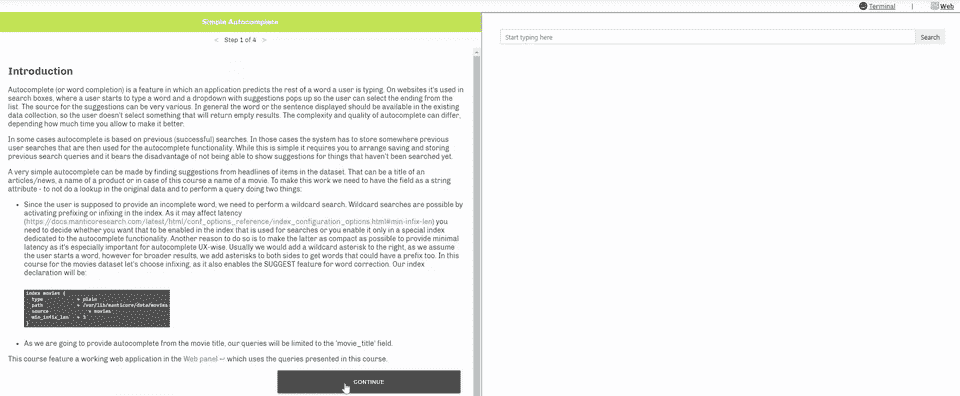 Terminal | Web
Simple Autocomplete
< Step 1 of 4 >
Start typing here
Search
Introduction
Autocomplete (or word completion) is a feature in which an application predicts the rest of a word a user is typing. On websites it's used in
search boxes, where a user starts to type a word and a dropdown with suggestions pops up so the user can select the ending from the
list. The source for the suggestions can be very various. In general the word or the sentence displayed should be available in the existing
data collection, so the user doesn't select something that will return empty results. The complexity and quality of autocomplete can differ,
depending how much time you allow to make it better.
In some cases autocomplete is based on previous (successful) searches. In those cases the system has to store somewhere previous
user searches that are then used for the autocomplete functionality. While this is simple it requires you to arrange saving and storing
previous search queries and it bears the disadvantage of not being able to show suggestions for things that haven't been searched yet.
A very simple autocomplete can be made by finding suggestions from headlines of items in the dataset. That can be a title of an
articles/news, a name of a product or in case of this course a name of a movie. To make this work we need to have the field as a string
attribute - to not do a lookup in the original data and to perform a query doing two things:
• Since the user is supposed to provide an incomplete word, we need to perform a wildcard search. Wildcard searches are possible by
activating prefixing or infixing in the index. As it may affect latency
(https://docs.manticoresearch.com/latest/html/conf_options_reference/index_configuration_options.html#min-infix-len) you
need to decide whether you want that to be enabled in the index that is used for searches or you enable it only in a special index
dedicated to the autocomplete functionality. Another reason to do so is to make the latter as compact as possible to provide minimal
latency as it's especially important for autocomplete UX-wise. Usually we would add a wildcard asterisk to the right, as we assume
the user starts a word, however for broader results, we add asterisks to both sides to get words that could have a prefix too. In this
course for the movies dataset let's choose infixing, as it also enables the SUGGEST feature for word correction. Our index
declaration will be:
index movies {
type = plain
path = /var/lib/manticore/data/movies
source = movies
min_infix_len = 3
}
• As we are going to provide autocomplete from the movie title, our queries will be limited to the 'movie_title' field.
This course feature a working web application in the Web panel ↩ which uses the queries presented in this course.
CONTINUE